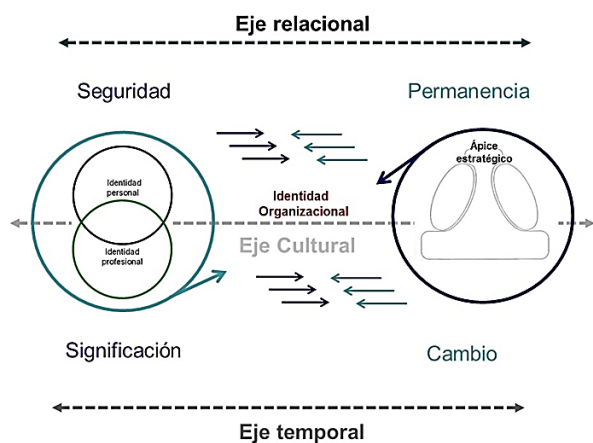 Eje relacional
Seguridad
Permanencia
Ápice
estratégico
Identidad
personal
Identidad
Organizacional
Eje Cultural
Identidad
profesional
Significación
Cambio
Eje temporal